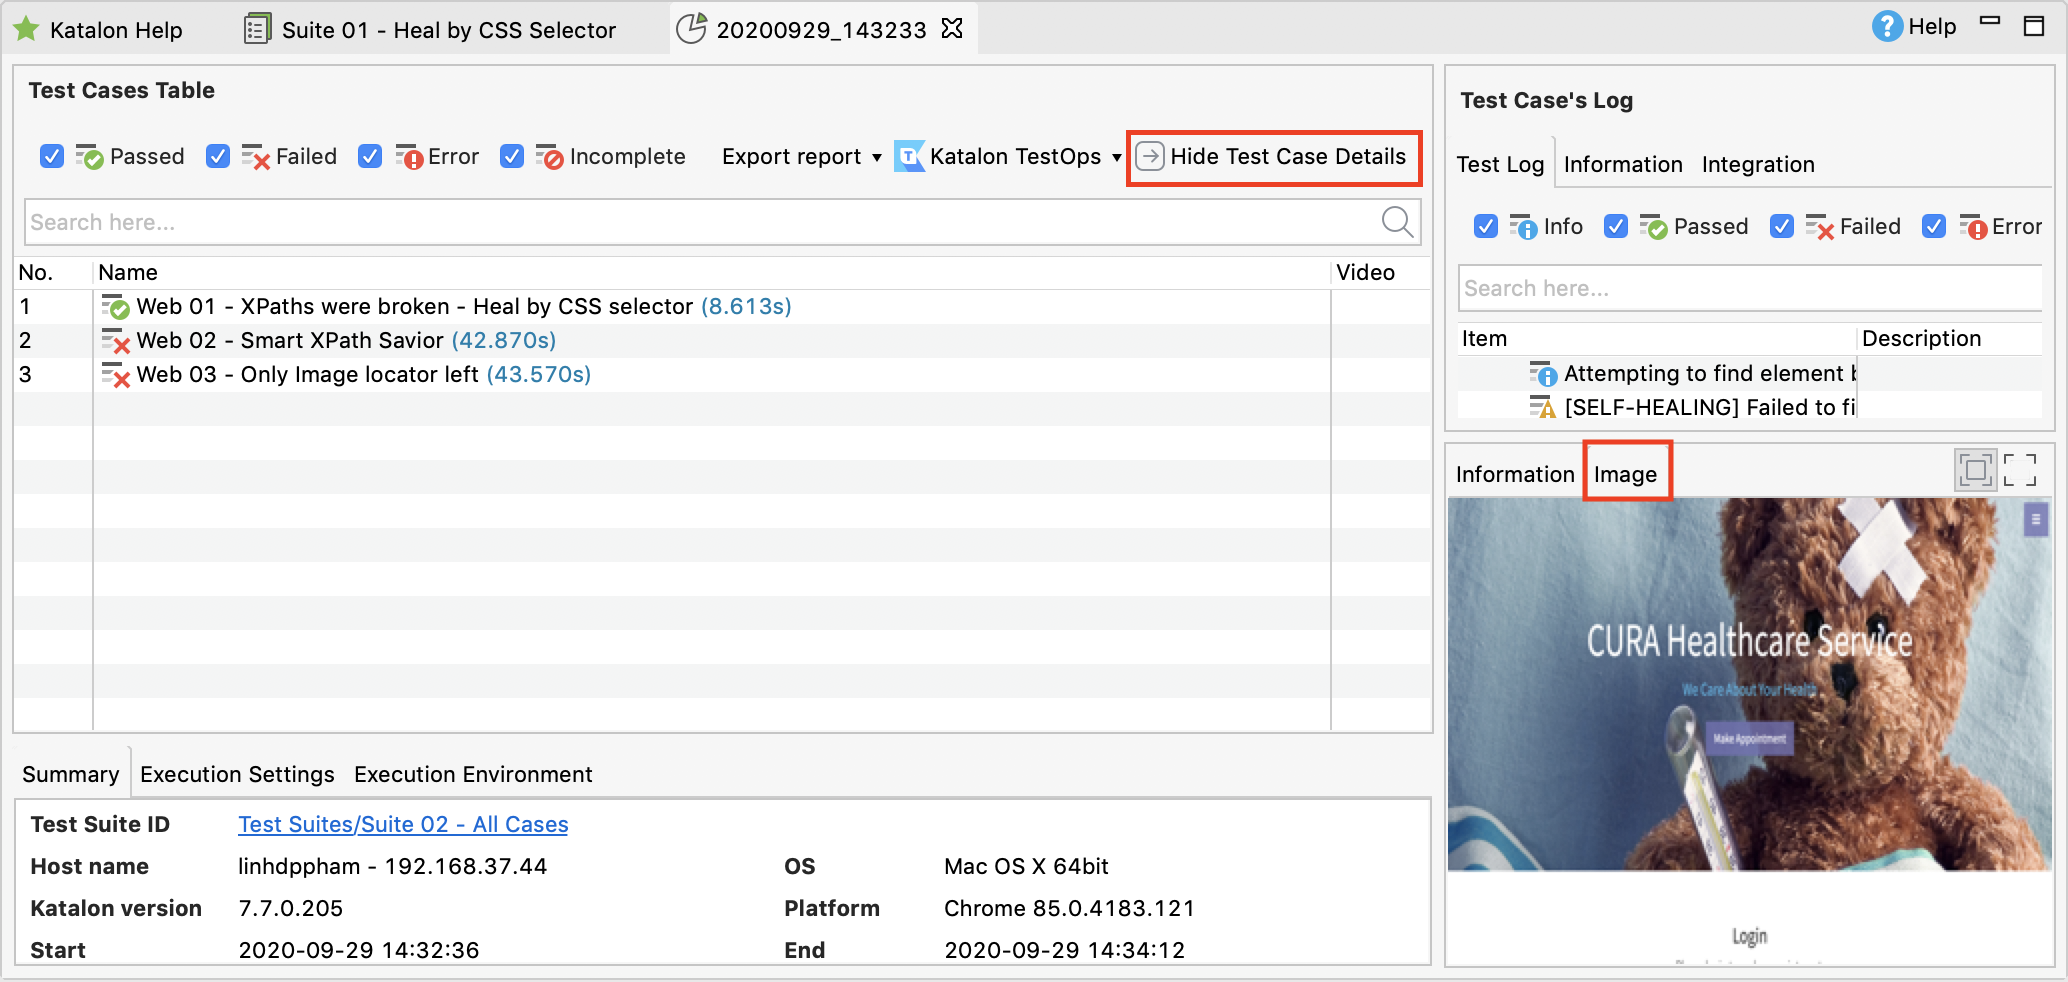 Katalon Help
Suite 01 - Heal by CSS Selector
20200929_143233
Help
Test Cases Table
Passed Failed Error Incomplete Export report Katalon TestOps Hide Test Case Details
Search here...
No. Name Video
1 Web 01 - XPaths were broken - Heal by CSS selector (8.613s)
2 Web 02 - Smart XPath Savior (42.870s)
3 Web 03 - Only Image locator left (43.570s)
Summary Execution Settings Execution Environment
Test Suite ID Test Suites/Suite 02 - All Cases
Host name linhdppham - 192.168.37.44 OS Mac OS X 64bit
Katalon version 7.7.0.205 Platform Chrome 85.0.4183.121
Start 2020-09-29 14:32:36 End 2020-09-29 14:34:12
Test Case's Log
Test Log Information Integration
Info Passed Failed Error
Search here...
Item Description
Attempting to find element
[SELF-HEALING] Failed to fi
Information Image
CURA Healthcare Service
We Care About Your Health
Make Appointment
Login